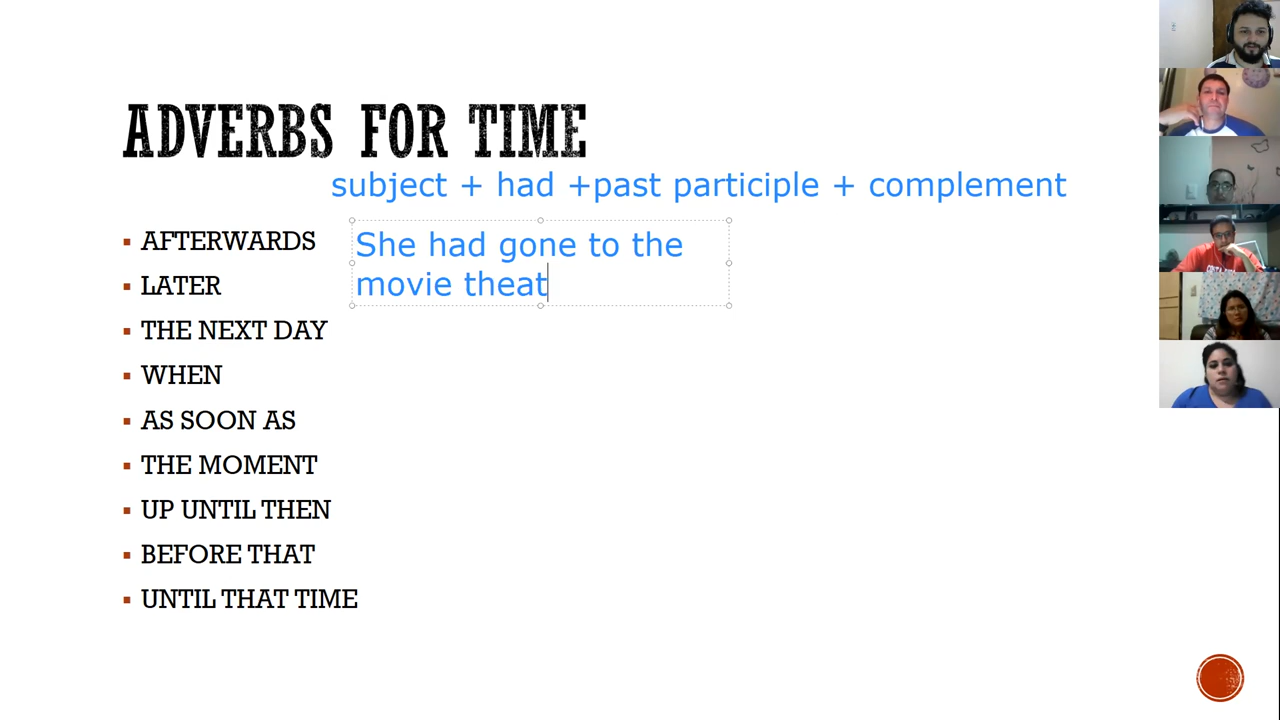 ADVERBS FOR TIME
subject + had +past participle + complement
She had gone to the
movie theat
AFTERWARDS
LATER
THE NEXT DAY
WHEN
AS SOON AS
THE MOMENT
UP UNTIL THEN
BEFORE THAT
UNTIL THAT TIME